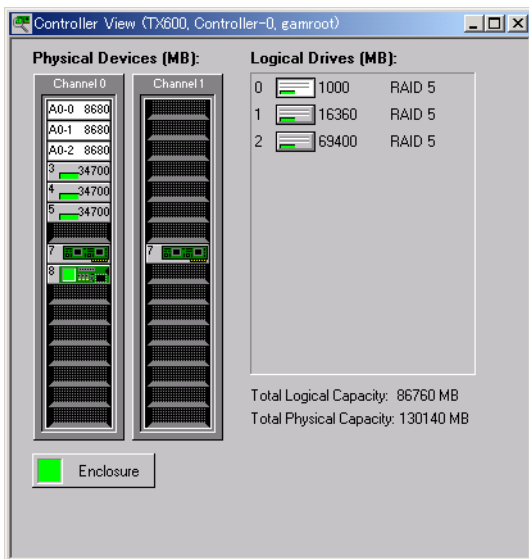 Controller View (TX600, Controller-0, gamroot)
Physical Devices (MB):
Logical Drives (MB):
Channel 0
Channel 1
A0-0 8680
A0-1 8680
A0-2 8680
3 34700
4 34700
5 34700
7
8
7
0 1000 RAID 5
1 16360 RAID 5
2 69400 RAID 5
Total Logical Capacity: 86760 MB
Total Physical Capacity: 130140 MB
Enclosure